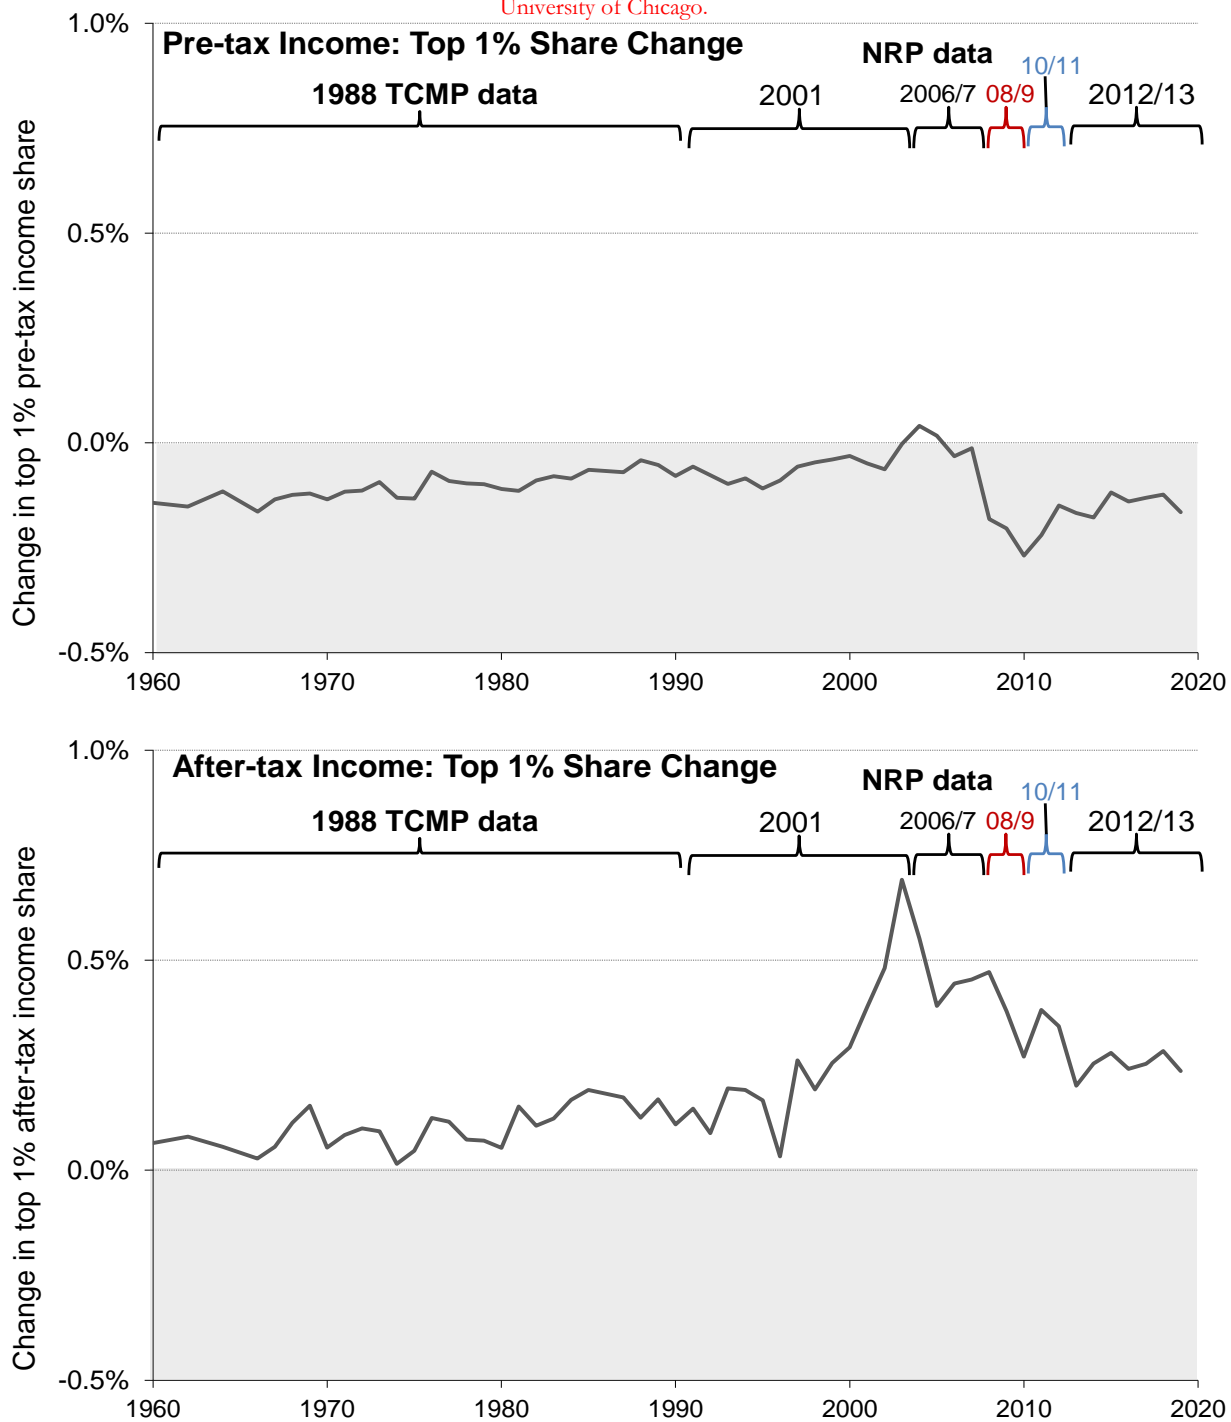 University of Chicago.
1.0%
Pre-tax Income: Top 1% Share Change
NRP data
10/11
1988 TCMP data
2001
2006/7
08/9
2012/13
Change in top 1% pre-tax income share
0.5%
0.0%
-0.5%
1960 1970 1980 1990 2000 2010 2020
1.0%
After-tax Income: Top 1% Share Change
NRP data
10/11
1988 TCMP data
2001
2006/7
08/9
2012/13
Change in top 1% after-tax income share
0.5%
0.0%
-0.5%
1960 1970 1980 1990 2000 2010 2020